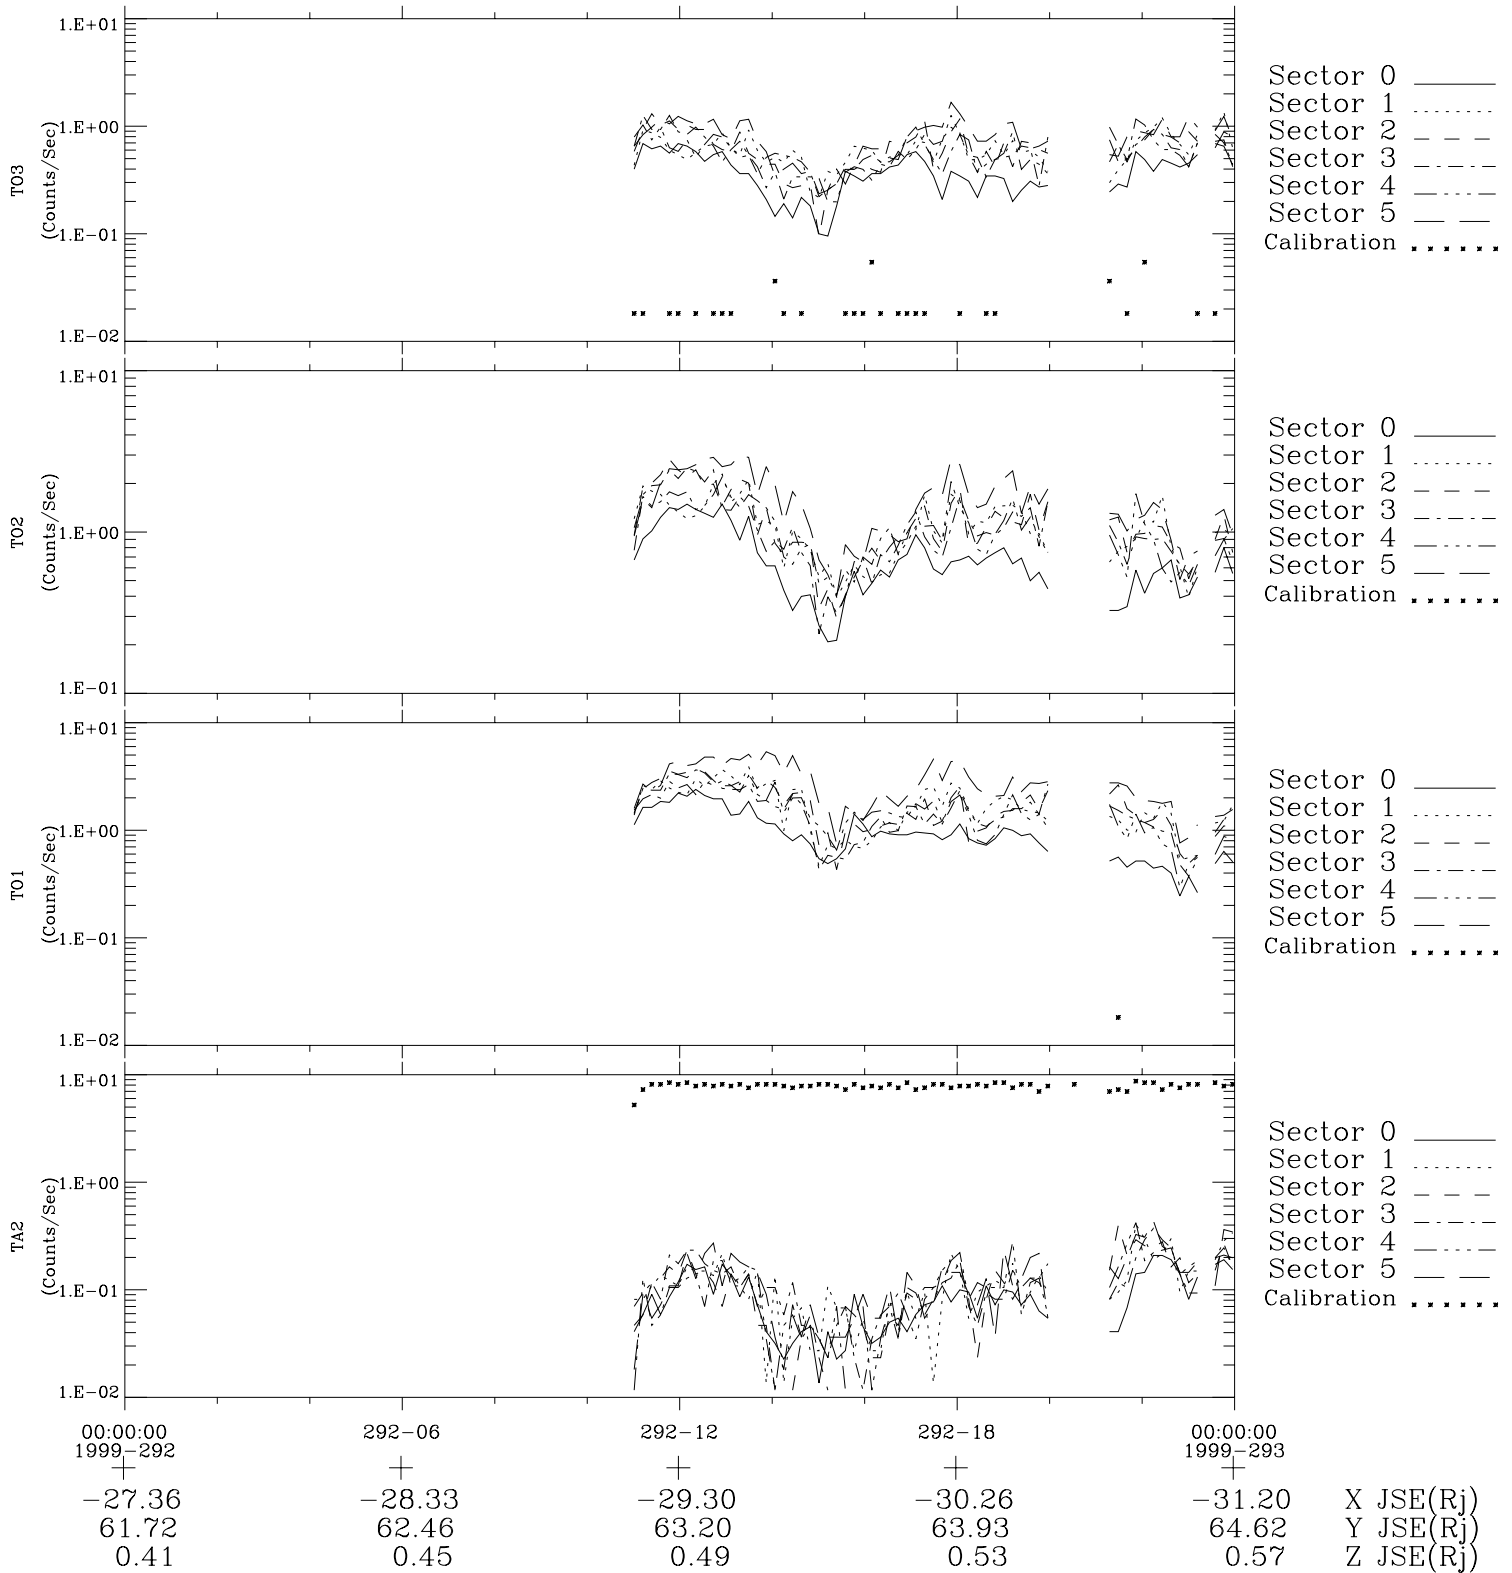 1.E+01
1.E+00
1.E-01
1.E-02
TO3
(Counts/Sec)
Sector 0
Sector 1
Sector 2
Sector 3
Sector 4
Sector 5
Calibration
1.E+01
1.E+00
1.E-01
TO2
(Counts/Sec)
Sector 0
Sector 1
Sector 2
Sector 3
Sector 4
Sector 5
Calibration
1.E+01
1.E+00
1.E-01
1.E-02
TO1
(Counts/Sec)
Sector 0
Sector 1
Sector 2
Sector 3
Sector 4
Sector 5
Calibration
1.E+01
1.E+00
1.E-01
1.E-02
TA2
(Counts/Sec)
Sector 0
Sector 1
Sector 2
Sector 3
Sector 4
Sector 5
Calibration
00:00:00 292-06 292-12 292-18 00:00:00
1999-292 1999-293
-27.36 -28.33 -29.30 -30.26 -31.20 X JSE(Rj)
61.72 62.46 63.20 63.93 64.62 Y JSE(Rj)
0.41 0.45 0.49 0.53 0.57 Z JSE(Rj)